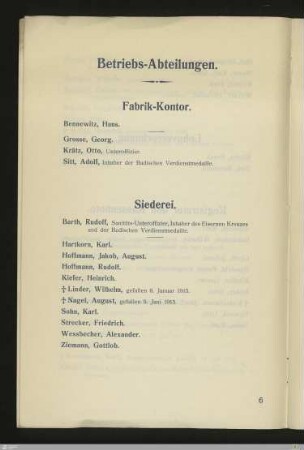 Betriebs-Abteilungen.
Fabrik-Kontor.
Bennewitz, Hans.
Grosse, Georg.
Krätz, Otto, Unteroffizier.
Sitt, Adolf, Inhaber der Badischen Verdienstmedaille.
Siederei.
Barth, Rudolf, Sanitäts-Unteroffizier, Inhaber des Eisernen Kreuzes
und der Badischen Verdienstmedaille.
Hartkorn, Karl.
Hoffmann, Jakob, August.
Hoffmann, Rudolf.
Kiefer, Heinrich.
† Linder, Wilhelm, gefallen 6. Januar 1915.
† Nagel, August, gefallen 9. Juni 1915.
Sohn, Karl.
Strecker, Friedrich.
Wessbecher, Alexander.
Ziemann, Gottlob.
6